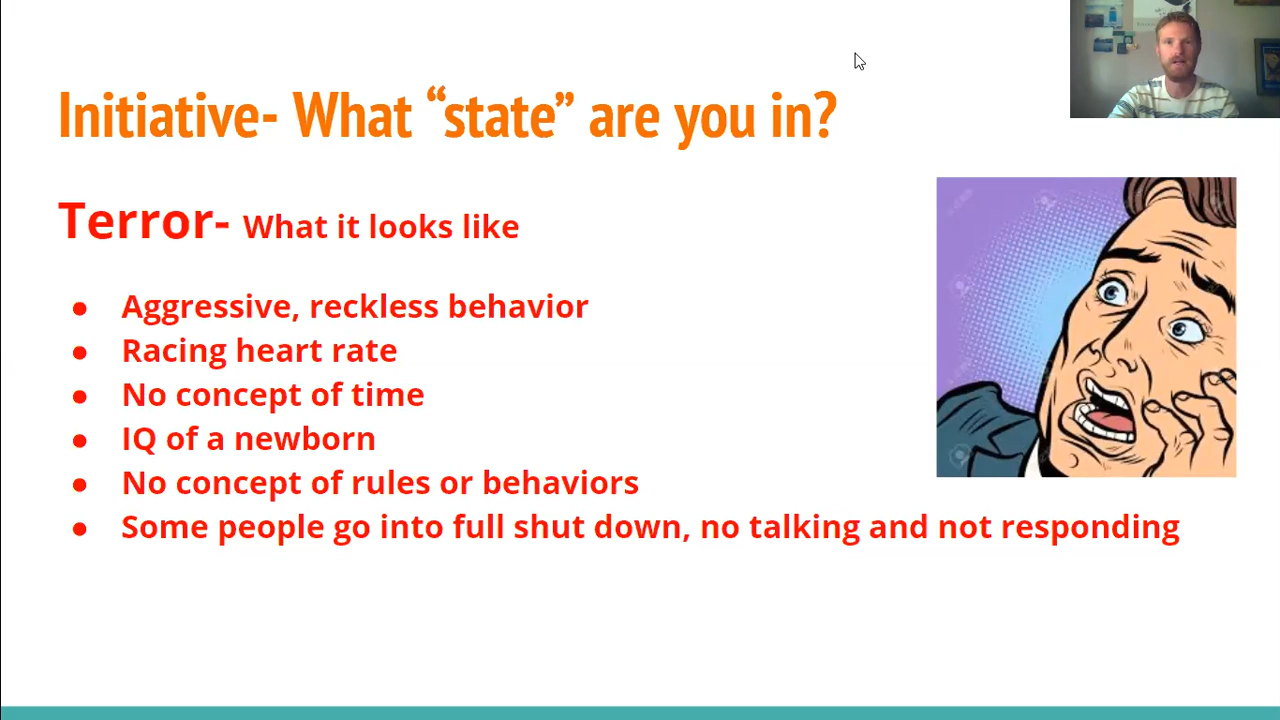 Initiative- What “state” are you in?
Terror- What it looks like
● Aggressive, reckless behavior
● Racing heart rate
● No concept of time
● IQ of a newborn
● No concept of rules or behaviors
● Some people go into full shut down, no talking and not responding